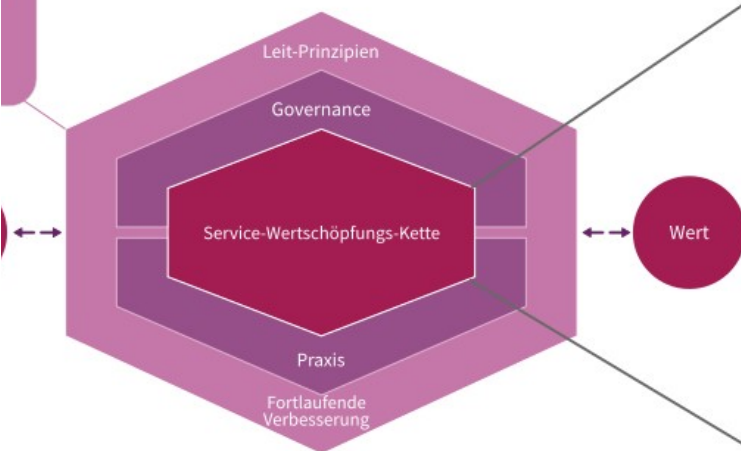 Leit-Prinzipien
Governance
Service-Wertschöpfungs-Kette
Wert
Praxis
Fortlaufende
Verbesserung